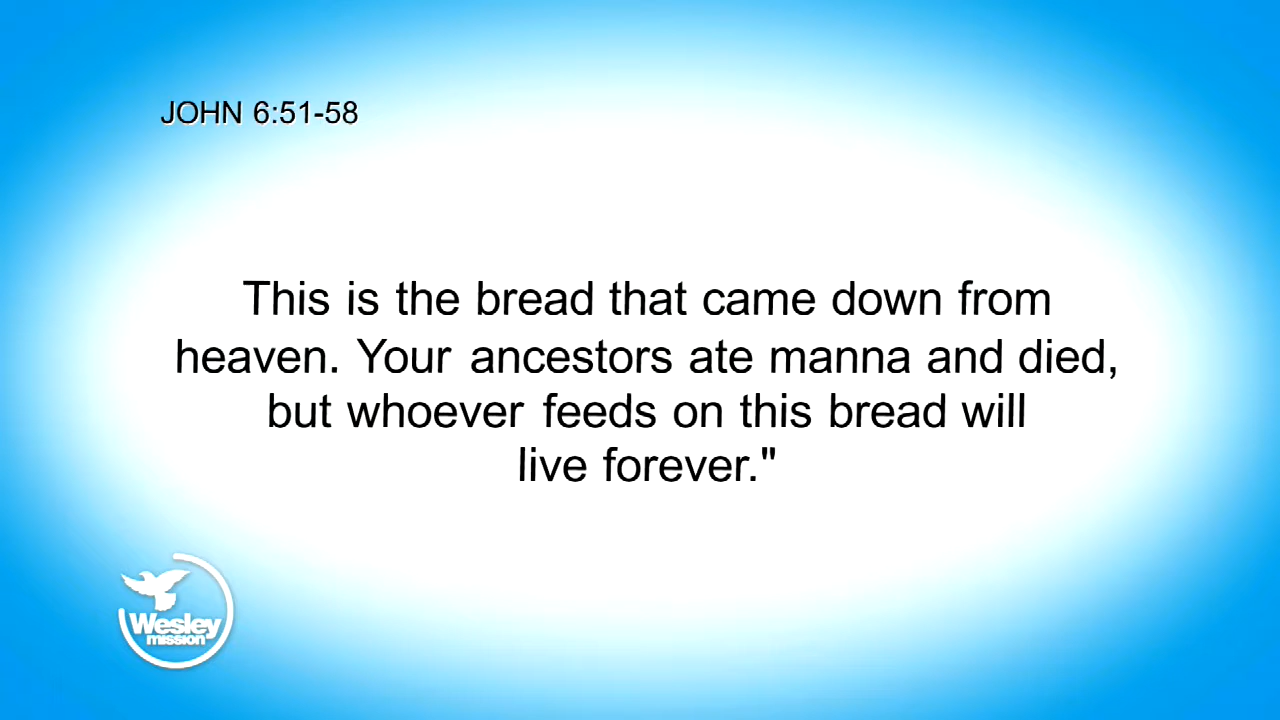 JOHN 6:51-58
This is the bread that came down from
heaven. Your ancestors ate manna and died,
but whoever feeds on this bread will
live forever."
Wesley
mission